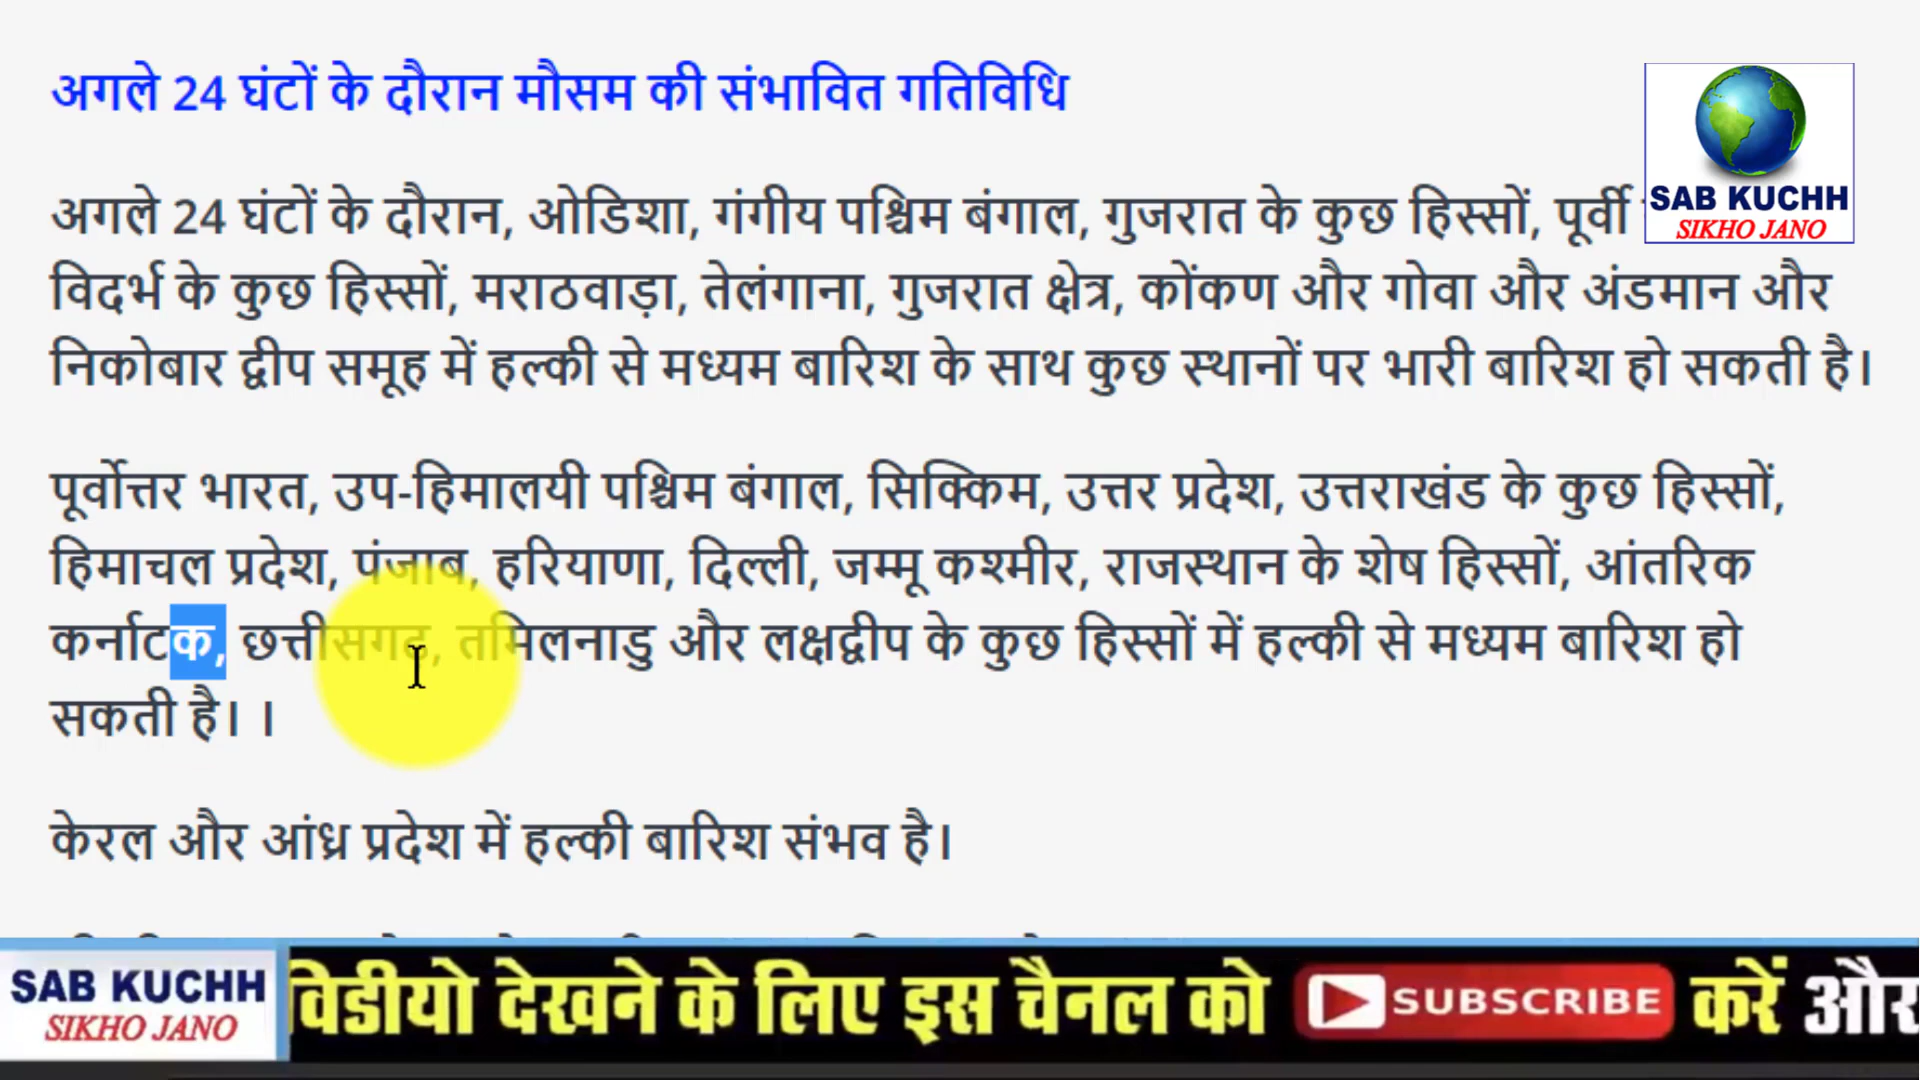 अगले 24 घंटों के दौरान मौसम की संभावित गतिविधि
अगले 24 घंटों के दौरान, ओडिशा, गंगीय पश्चिम बंगाल, गुजरात के कुछ हिस्सों, पूर्वी
विदर्भ के कुछ हिस्सों, मराठवाड़ा, तेलंगाना, गुजरात क्षेत्र, कोंकण और गोवा और अंडमान और
निकोबार द्वीप समूह में हल्की से मध्यम बारिश के साथ कुछ स्थानों पर भारी बारिश हो सकती है।
पूर्वोत्तर भारत, उप-हिमालयी पश्चिम बंगाल, सिक्किम, उत्तर प्रदेश, उत्तराखंड के कुछ हिस्सों,
हिमाचल प्रदेश, पंजाब, हरियाणा, दिल्ली, जम्मू कश्मीर, राजस्थान के शेष हिस्सों, आंतरिक
कर्नाटक, छत्तीसगढ, तमिलनाडु और लक्षद्वीप के कुछ हिस्सों में हल्की से मध्यम बारिश हो
सकती है। ।
केरल और आंध्र प्रदेश में हल्की बारिश संभव है।
SAB KUCHH
SIKHO JANO
SAB KUCHH
SIKHO JANO
विडीयो देखने के लिए इस चैनल को SUBSCRIBE करें और